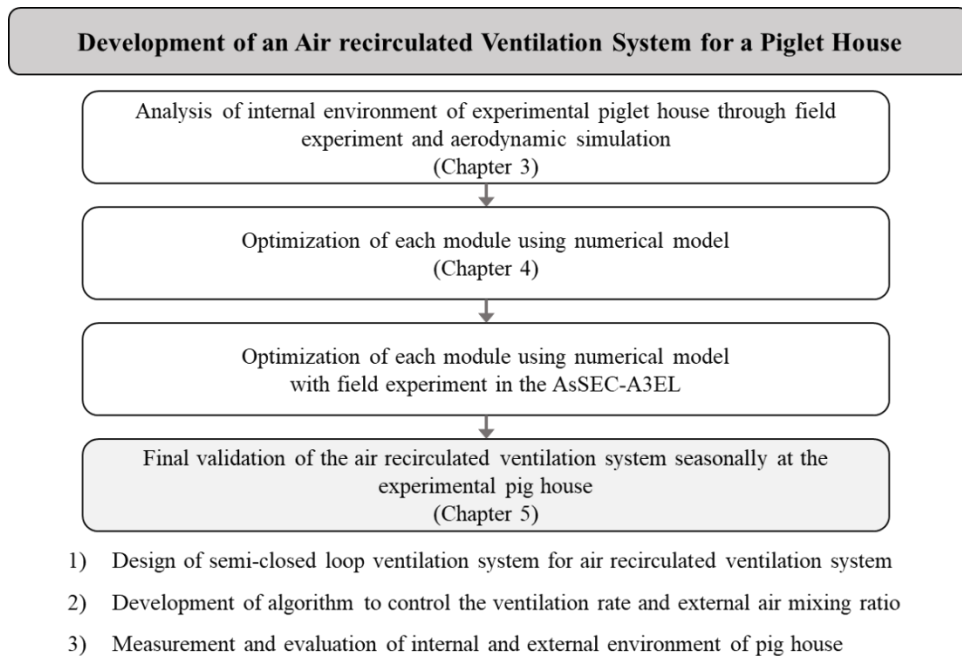 Development of an Air recirculated Ventilation System for a Piglet House
Analysis of internal environment of experimental piglet house through field
experiment and aerodynamic simulation
(Chapter 3)
Optimization of each module using numerical model
(Chapter 4)
Optimization of each module using numerical model
with field experiment in the AsSEC-A3EL
Final validation of the air recirculated ventilation system seasonally at the
experimental pig house
(Chapter 5)
1) Design of semi-closed loop ventilation system for air recirculated ventilation system
2) Development of algorithm to control the ventilation rate and external air mixing ratio
3) Measurement and evaluation of internal and external environment of pig house